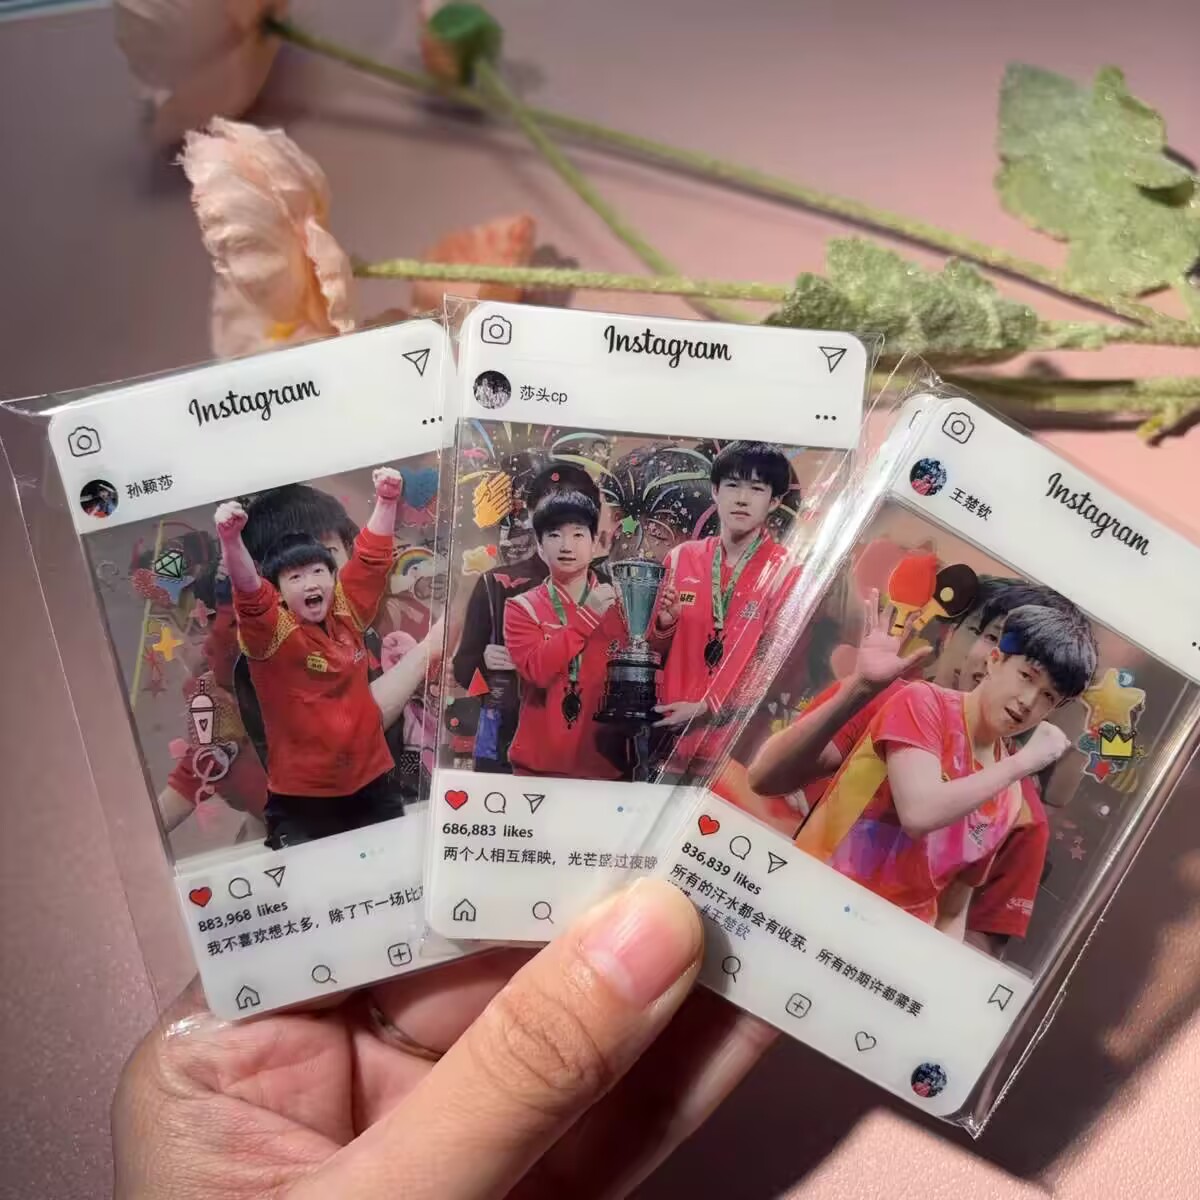 Instagram
孙颖莎
883,968 likes
我不喜欢想太多，除了下一场比
Instagram
莎头cp
686,883 likes
两个人相互辉映，光芒盛过夜晚
Instagram
王楚钦
836,839 likes
所有的汗水都会有收获，所有的期许都需要
#王楚钦